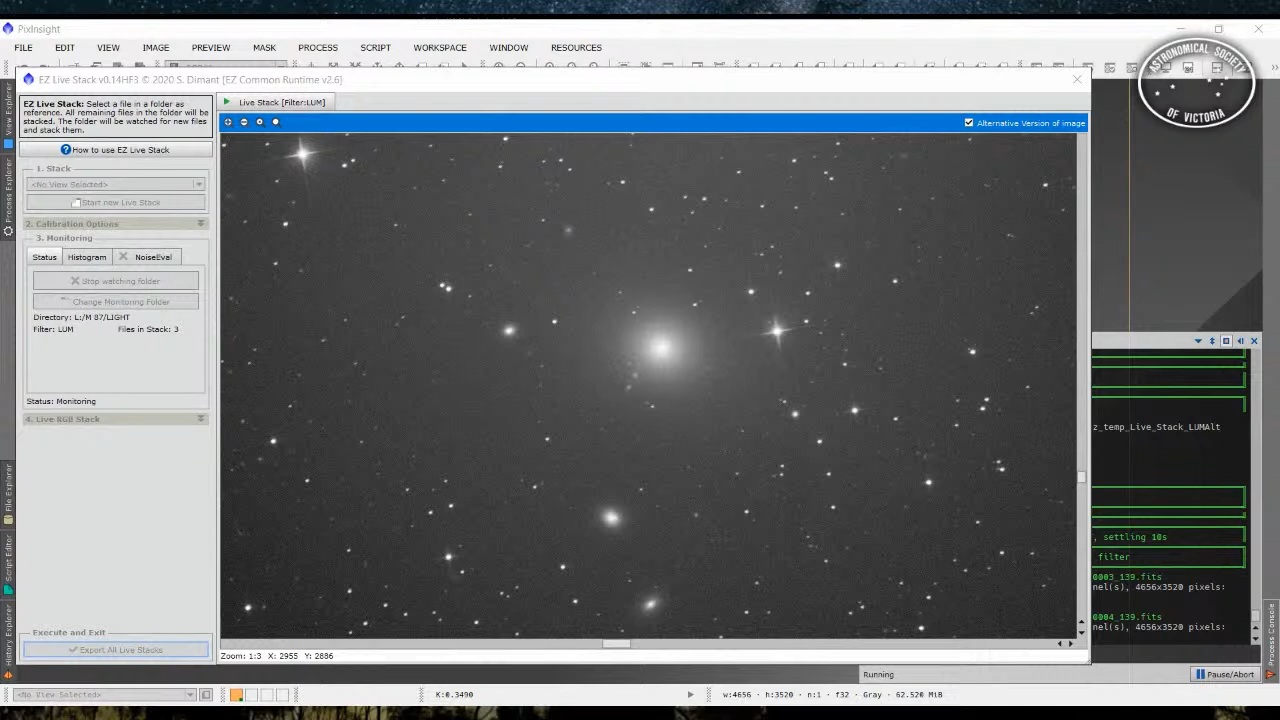 PixInsight
FILE EDIT VIEW IMAGE PREVIEW MASK PROCESS SCRIPT WORKSPACE WINDOW RESOURCES
ASTRONOMICAL SOCIETY
OF VICTORIA
EZ Live Stack v0.14HF3 © 2020 S. Dimant [EZ Common Runtime v2.6]
EZ Live Stack: Select a file in a folder as
reference. All remaining files in the folder will be
stacked. The folder will be watched for new files
and stack them.
How to use EZ Live Stack
1. Stack
<No View Selected>
Start new Live Stack
2. Calibration Options
3. Monitoring
Status Histogram NoiseEval
Stop watching folder
Change Monitoring Folder
Directory: L:/M 87/LIGHT
Filter: LUM Files in Stack: 3
Status: Monitoring
4. Live RGB Stack
Execute and Exit
Export All Live Stacks
Live Stack [Filter:LUM]
Alternative Version of image
Zoom: 1:3 X: 2955 Y: 2886
View Explorer
Process Explorer
File Explorer
Script Editor
History Explorer
z_temp_Live_Stack_LUMAlt
, settling 10s
filter
0003_139.fits
nel(s), 4656x3520 pixels:
0004_139.fits
nel(s), 4656x3520 pixels:
Process Console
Running
Pause/Abort
<No View Selected>
K:0.3490
w:4656 · h:3520 · n:1 · f32 · Gray · 62.520 MiB